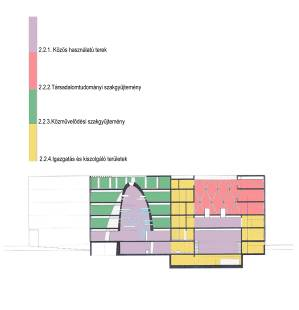 2.2.1. Közös használatú terek
2.2.2.Társadalomtudományi szakgyűjtemény
2.2.3.Közművelődési szakgyűjtemény
2.2.4.Igazgatás és kiszolgáló területek